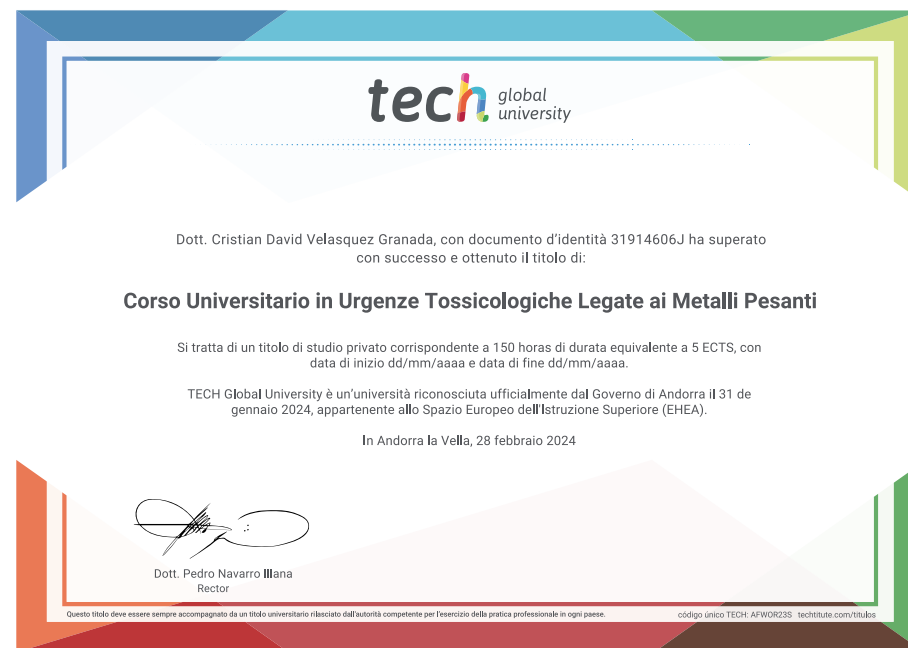 tech global university
Dott. Cristian David Velasquez Granada, con documento d'identità 31914606J ha superato
con successo e ottenuto il titolo di:
Corso Universitario in Urgenze Tossicologiche Legate ai Metalli Pesanti
Si tratta di un titolo di studio privato corrispondente a 150 horas di durata equivalente a 5 ECTS, con
data di inizio dd/mm/aaaa e data di fine dd/mm/aaaa.
TECH Global University è un'università riconosciuta ufficialmente dal Governo di Andorra il 31 de
gennaio 2024, appartenente allo Spazio Europeo dell'Istruzione Superiore (EHEA).
In Andorra la Vella, 28 febbraio 2024
Dott. Pedro Navarro Illana
Rector
Questo titolo deve essere sempre accompagnato da un titolo universitario rilasciato dall'autorità competente per l'esercizio della pratica professionale in ogni paese.
código único TECH: AFWOR23S techtitute.com/titulos